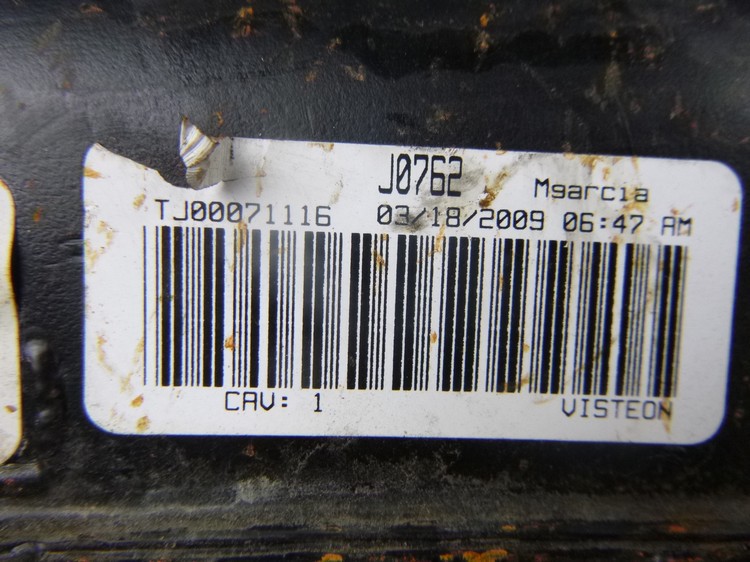 J0762 Mgarcia
TJ00071116 03/18/2009 06:47 AM
CAV: 1 VISTEON